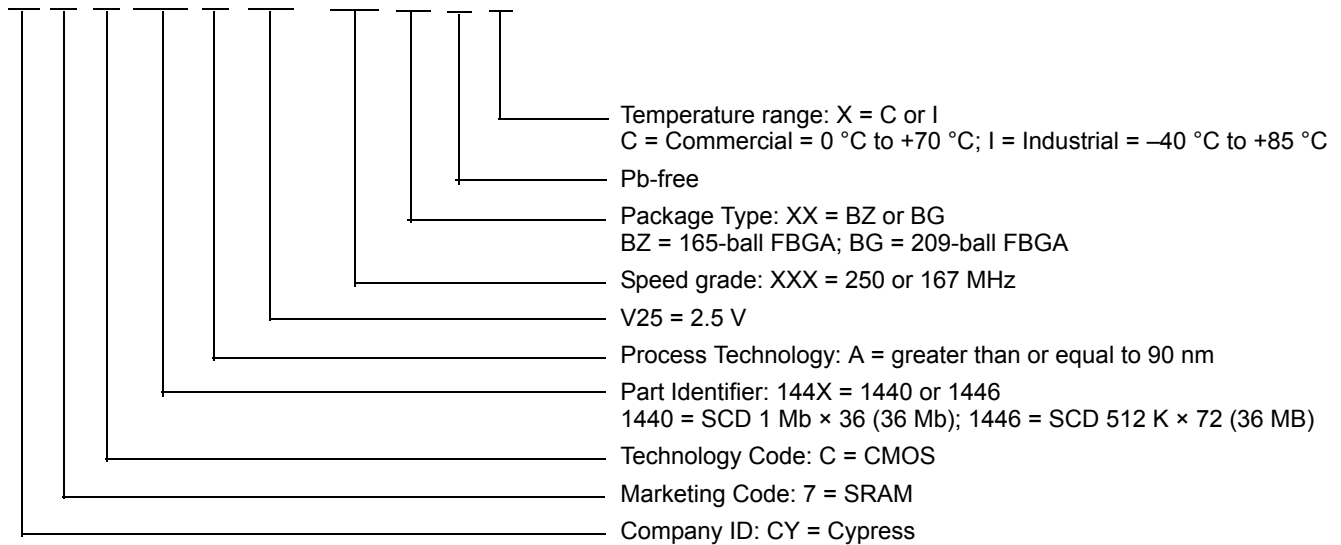 Temperature range: X = C or I
C = Commercial = 0 °C to +70 °C; I = Industrial = –40 °C to +85 °C
Pb-free
Package Type: XX = BZ or BG
BZ = 165-ball FBGA; BG = 209-ball FBGA
Speed grade: XXX = 250 or 167 MHz
V25 = 2.5 V
Process Technology: A = greater than or equal to 90 nm
Part Identifier: 144X = 1440 or 1446
1440 = SCD 1 Mb × 36 (36 Mb); 1446 = SCD 512 K × 72 (36 MB)
Technology Code: C = CMOS
Marketing Code: 7 = SRAM
Company ID: CY = Cypress